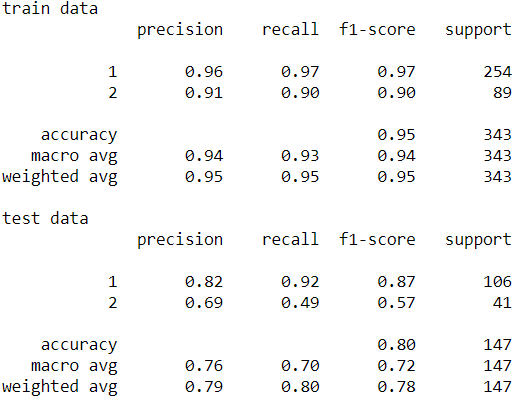 train data
precision recall f1-score support
1 0.96 0.97 0.97 254
2 0.91 0.90 0.90 89
accuracy 0.95 343
macro avg 0.94 0.93 0.94 343
weighted avg 0.95 0.95 0.95 343
test data
precision recall f1-score support
1 0.82 0.92 0.87 106
2 0.69 0.49 0.57 41
accuracy 0.80 147
macro avg 0.76 0.70 0.72 147
weighted avg 0.79 0.80 0.78 147